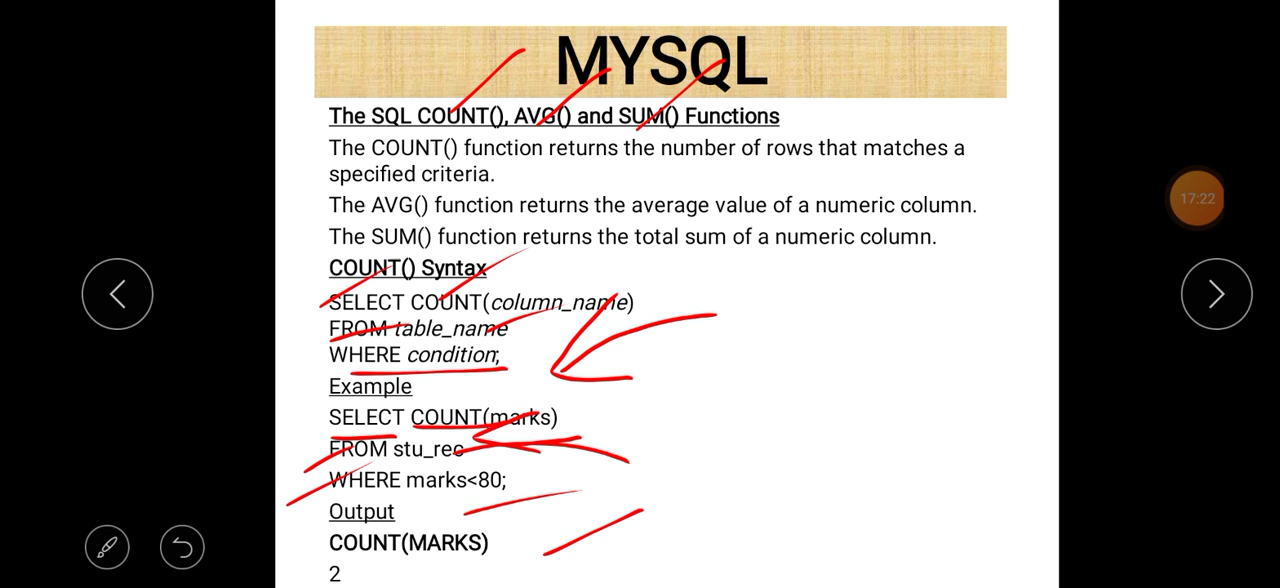 MYSQL
The SQL COUNT(), AVG() and SUM() Functions
The COUNT() function returns the number of rows that matches a
specified criteria.
The AVG() function returns the average value of a numeric column.
The SUM() function returns the total sum of a numeric column.
COUNT() Syntax
SELECT COUNT(column_name)
FROM table_name
WHERE condition;
Example
SELECT COUNT(marks)
FROM stu_rec
WHERE marks<80;
Output
COUNT(MARKS)
2
17:22